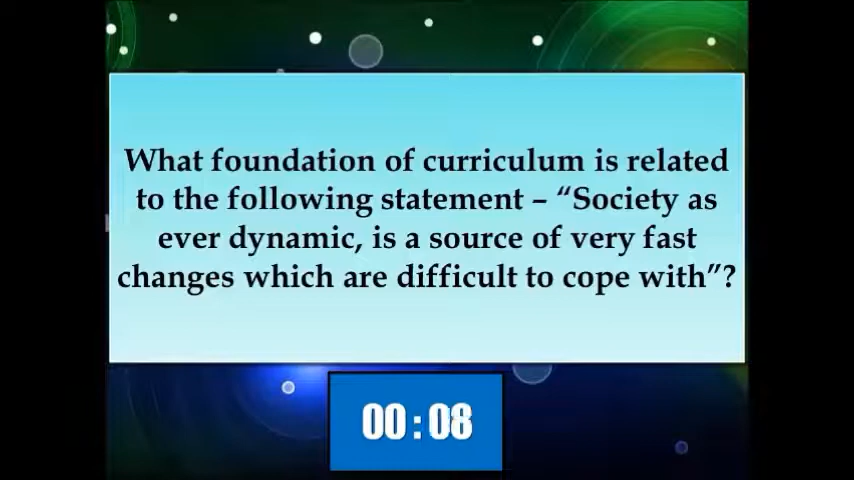 What foundation of curriculum is related
to the following statement – “Society as
ever dynamic, is a source of very fast
changes which are difficult to cope with”?
00:08